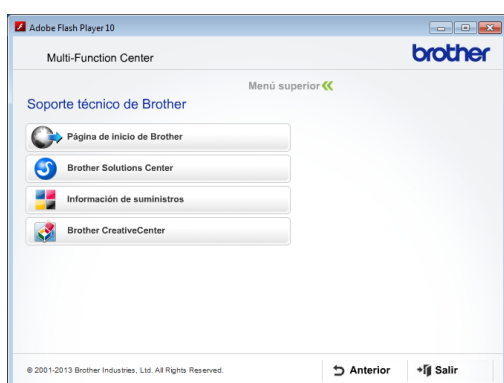 Adobe Flash Player 10
Multi-Function Center
brother
Menú superior
Soporte técnico de Brother
Página de inicio de Brother
Brother Solutions Center
Información de suministros
Brother CreativeCenter
© 2001-2013 Brother Industries, Ltd. All Rights Reserved.
Anterior
Salir